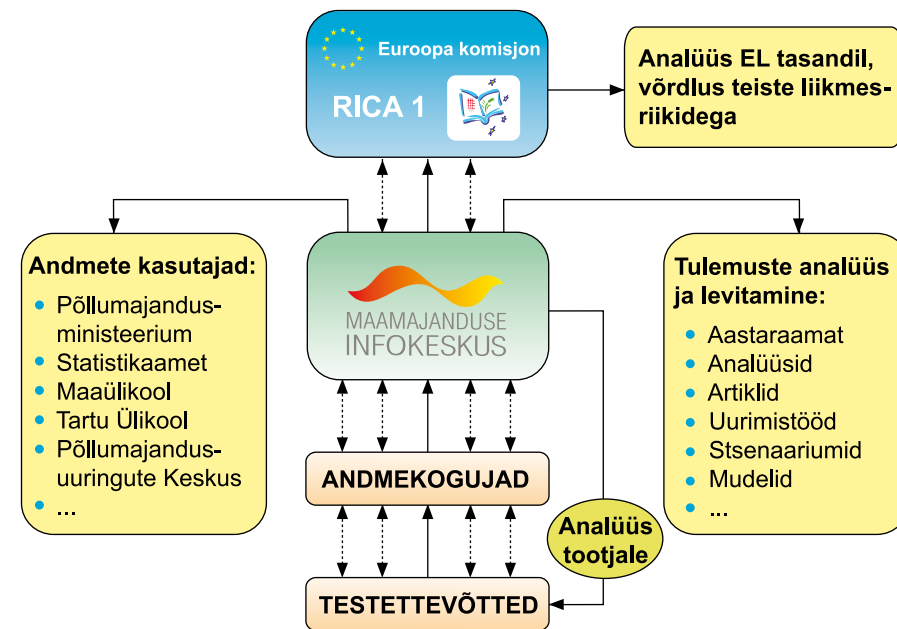 Euroopa komisjon
RICA 1
Analüüs EL tasandil,
võrdlus teiste liikmes-
riikidega
Andmete kasutajad:
Põllumajandus-
ministeerium
Statistikaamet
Maaülikool
Tartu Ülikool
Põllumajandus-
uuringute Keskus
...
MAAMAJANDUSE
INFOKESKUS
Tulemuste analüüs
ja levitamine:
Aastaraamat
Analüüsid
Artiklid
Uurimistööd
Stsenaariumid
Mudelid
...
ANDMEKOGUJAD
Analüüs
tootjale
TESTETTEVÕTTED